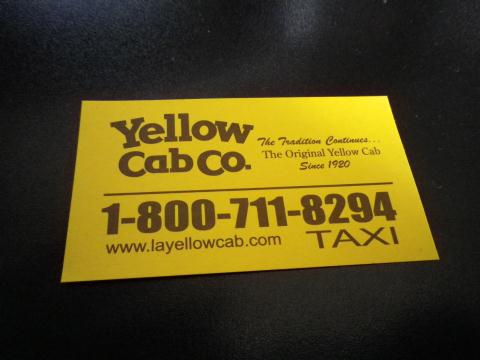 Yellow
Cab Co.
The Tradition Continues...
The Original Yellow Cab
Since 1920
1-800-711-8294
www.layellowcab.com
TAXI